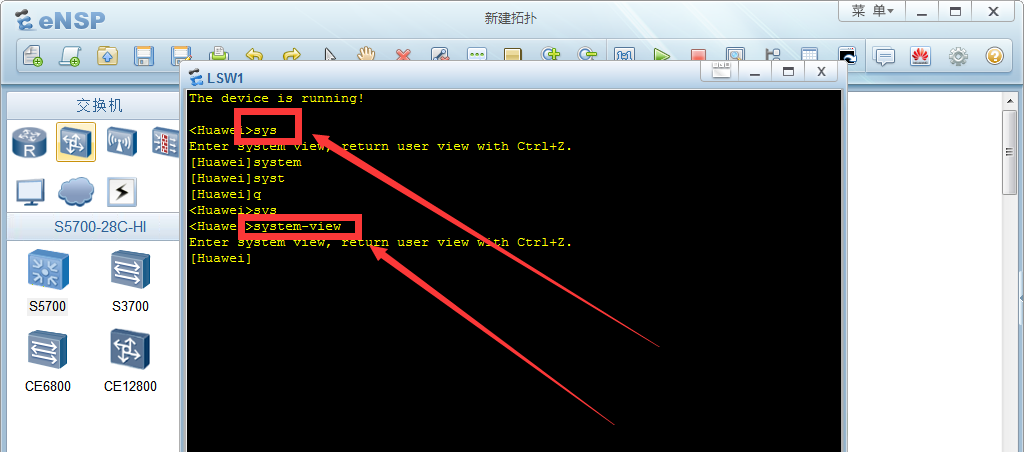 eNSP
新建拓扑
菜 单
LSW1
交换机
R
S5700-28C-HI
S5700
S3700
CE6800
CE12800
The device is running!
<Huawei>sys
Enter system view, return user view with Ctrl+Z.
[Huawei]system
[Huawei]syst
[Huawei]q
<Huawei>sys
<Huawei>system-view
Enter system view, return user view with Ctrl+Z.
[Huawei]